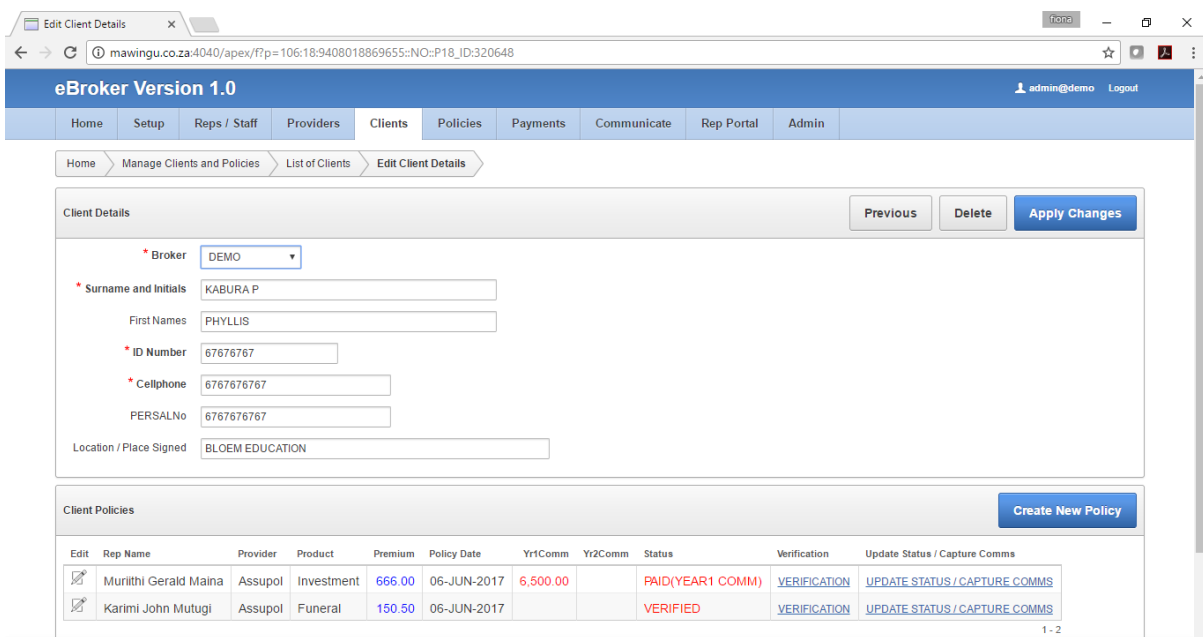 Edit Client Details
fiona
mawingu.co.za:4040/apex/f?p=106:18:9408018869655::NO::P18_ID:320648
eBroker Version 1.0
admin@demo Logout
Home Setup Reps / Staff Providers Clients Policies Payments Communicate Rep Portal Admin
Home Manage Clients and Policies List of Clients Edit Client Details
Client Details Previous Delete Apply Changes
* Broker DEMO
* Surname and Initials KABURA P
First Names PHYLLIS
* ID Number 67676767
* Cellphone 6767676767
PERSALNo 6767676767
Location / Place Signed BLOEM EDUCATION
Client Policies Create New Policy
Edit Rep Name Provider Product Premium Policy Date Yr1Comm Yr2Comm Status Verification Update Status / Capture Comms
Muriithi Gerald Maina Assupol Investment 666.00 06-JUN-2017 6,500.00 PAID(YEAR1 COMM) VERIFICATION UPDATE STATUS / CAPTURE COMMS
Karimi John Mutugi Assupol Funeral 150.50 06-JUN-2017 VERIFIED VERIFICATION UPDATE STATUS / CAPTURE COMMS
1 - 2